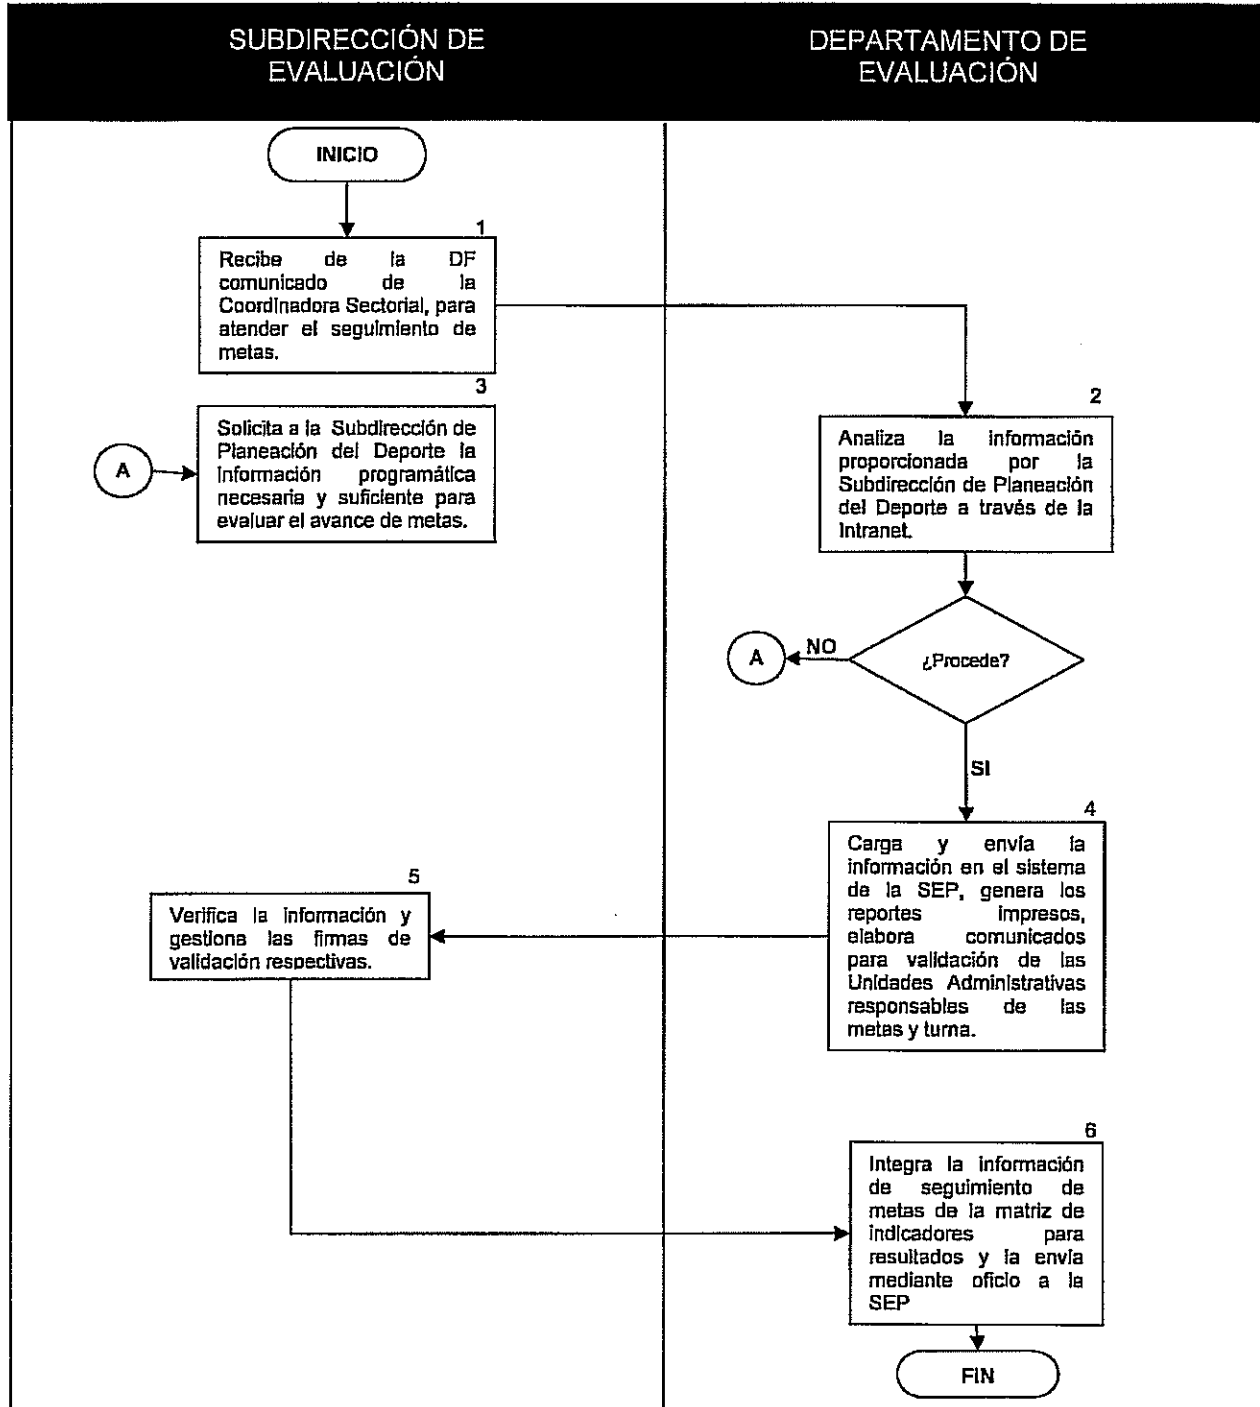 SUBDIRECCIÓN DE
EVALUACIÓN
DEPARTAMENTO DE
EVALUACIÓN
INICIO
1
Recibe de la DF
comunicado de la
Coordinadora Sectorial, para
atender el seguimiento de
metas.
3
Solicita a la Subdirección de
Planeación del Deporte la
información programática
necesaria y suficiente para
evaluar el avance de metas.
A
2
Analiza la información
proporcionada por la
Subdirección de Planeación
del Deporte a través de la
Intranet.
¿Procede?
NO
A
SI
4
Carga y envía la
información en el sistema
de la SEP, genera los
reportes impresos,
elabora comunicados
para validación de las
Unidades Administrativas
responsables de las
metas y turna.
5
Verifica la información y
gestiona las firmas de
validación respectivas.
6
Integra la información
de seguimiento de
metas de la matriz de
indicadores para
resultados y la envía
mediante oficio a la
SEP
FIN